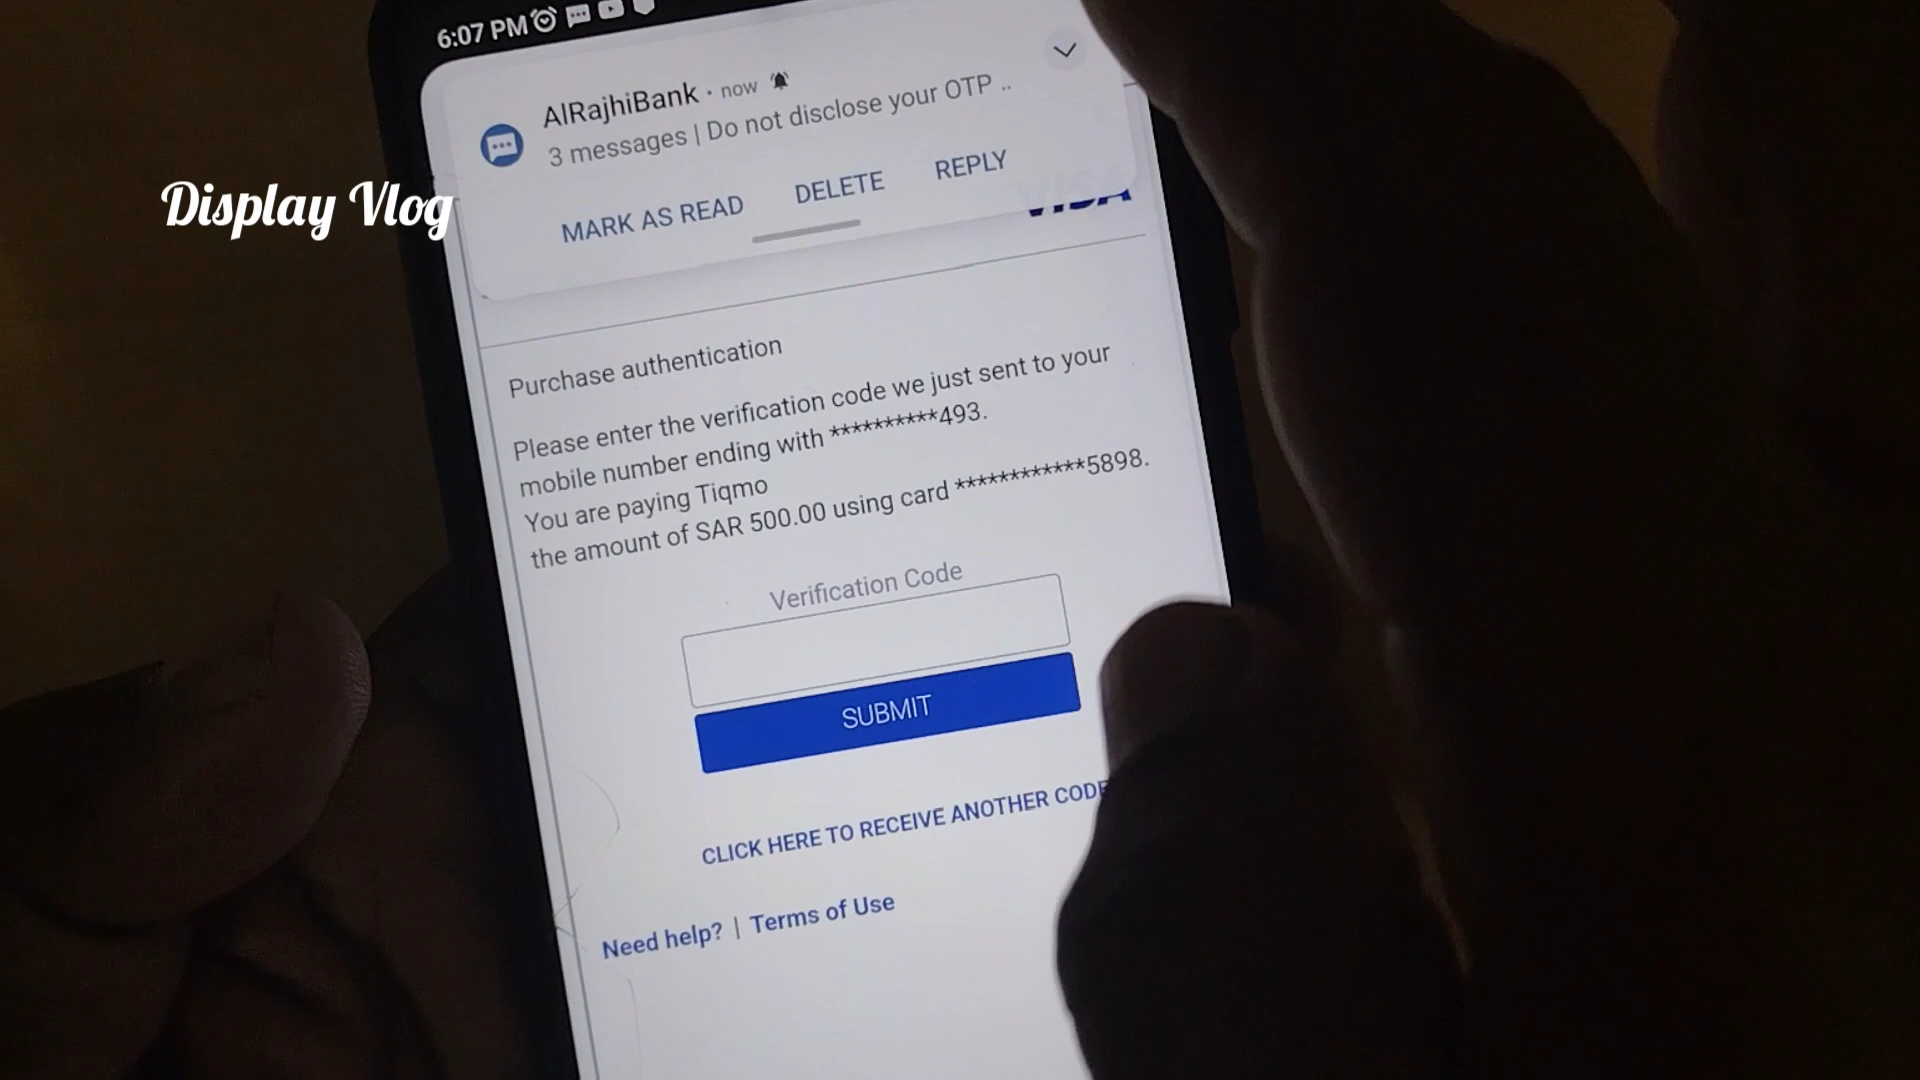 6:07 PM
AlRajhiBank · now
3 messages | Do not disclose your OTP ..
MARK AS READ DELETE REPLY
Display Vlog
VISA
Purchase authentication
Please enter the verification code we just sent to your
mobile number ending with **********493.
You are paying Tiqmo
the amount of SAR 500.00 using card ************5898.
Verification Code
SUBMIT
CLICK HERE TO RECEIVE ANOTHER CODE
Need help? | Terms of Use